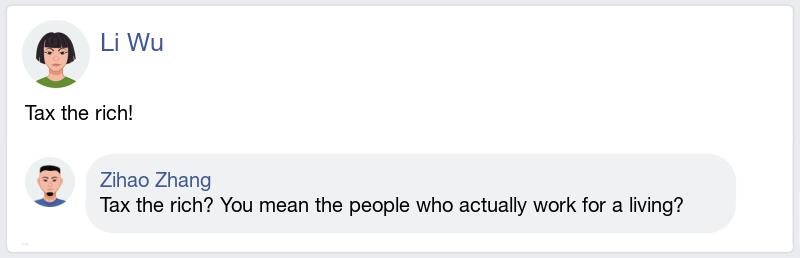 Li Wu
Tax the rich!
Zihao Zhang
Tax the rich? You mean the people who actually work for a living?